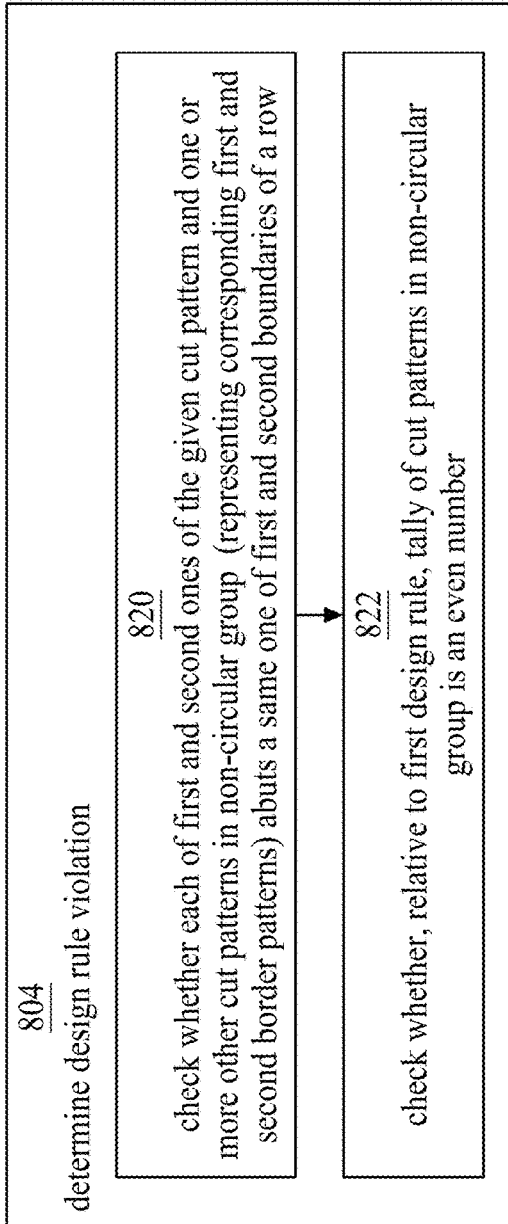 804
determine design rule violation
820
check whether each of first and second ones of the given cut pattern and one or
more other cut patterns in non-circular group (representing corresponding first and
second border patterns) abuts a same one of first and second boundaries of a row
822
check whether, relative to first design rule, tally of cut patterns in non-circular
group is an even number